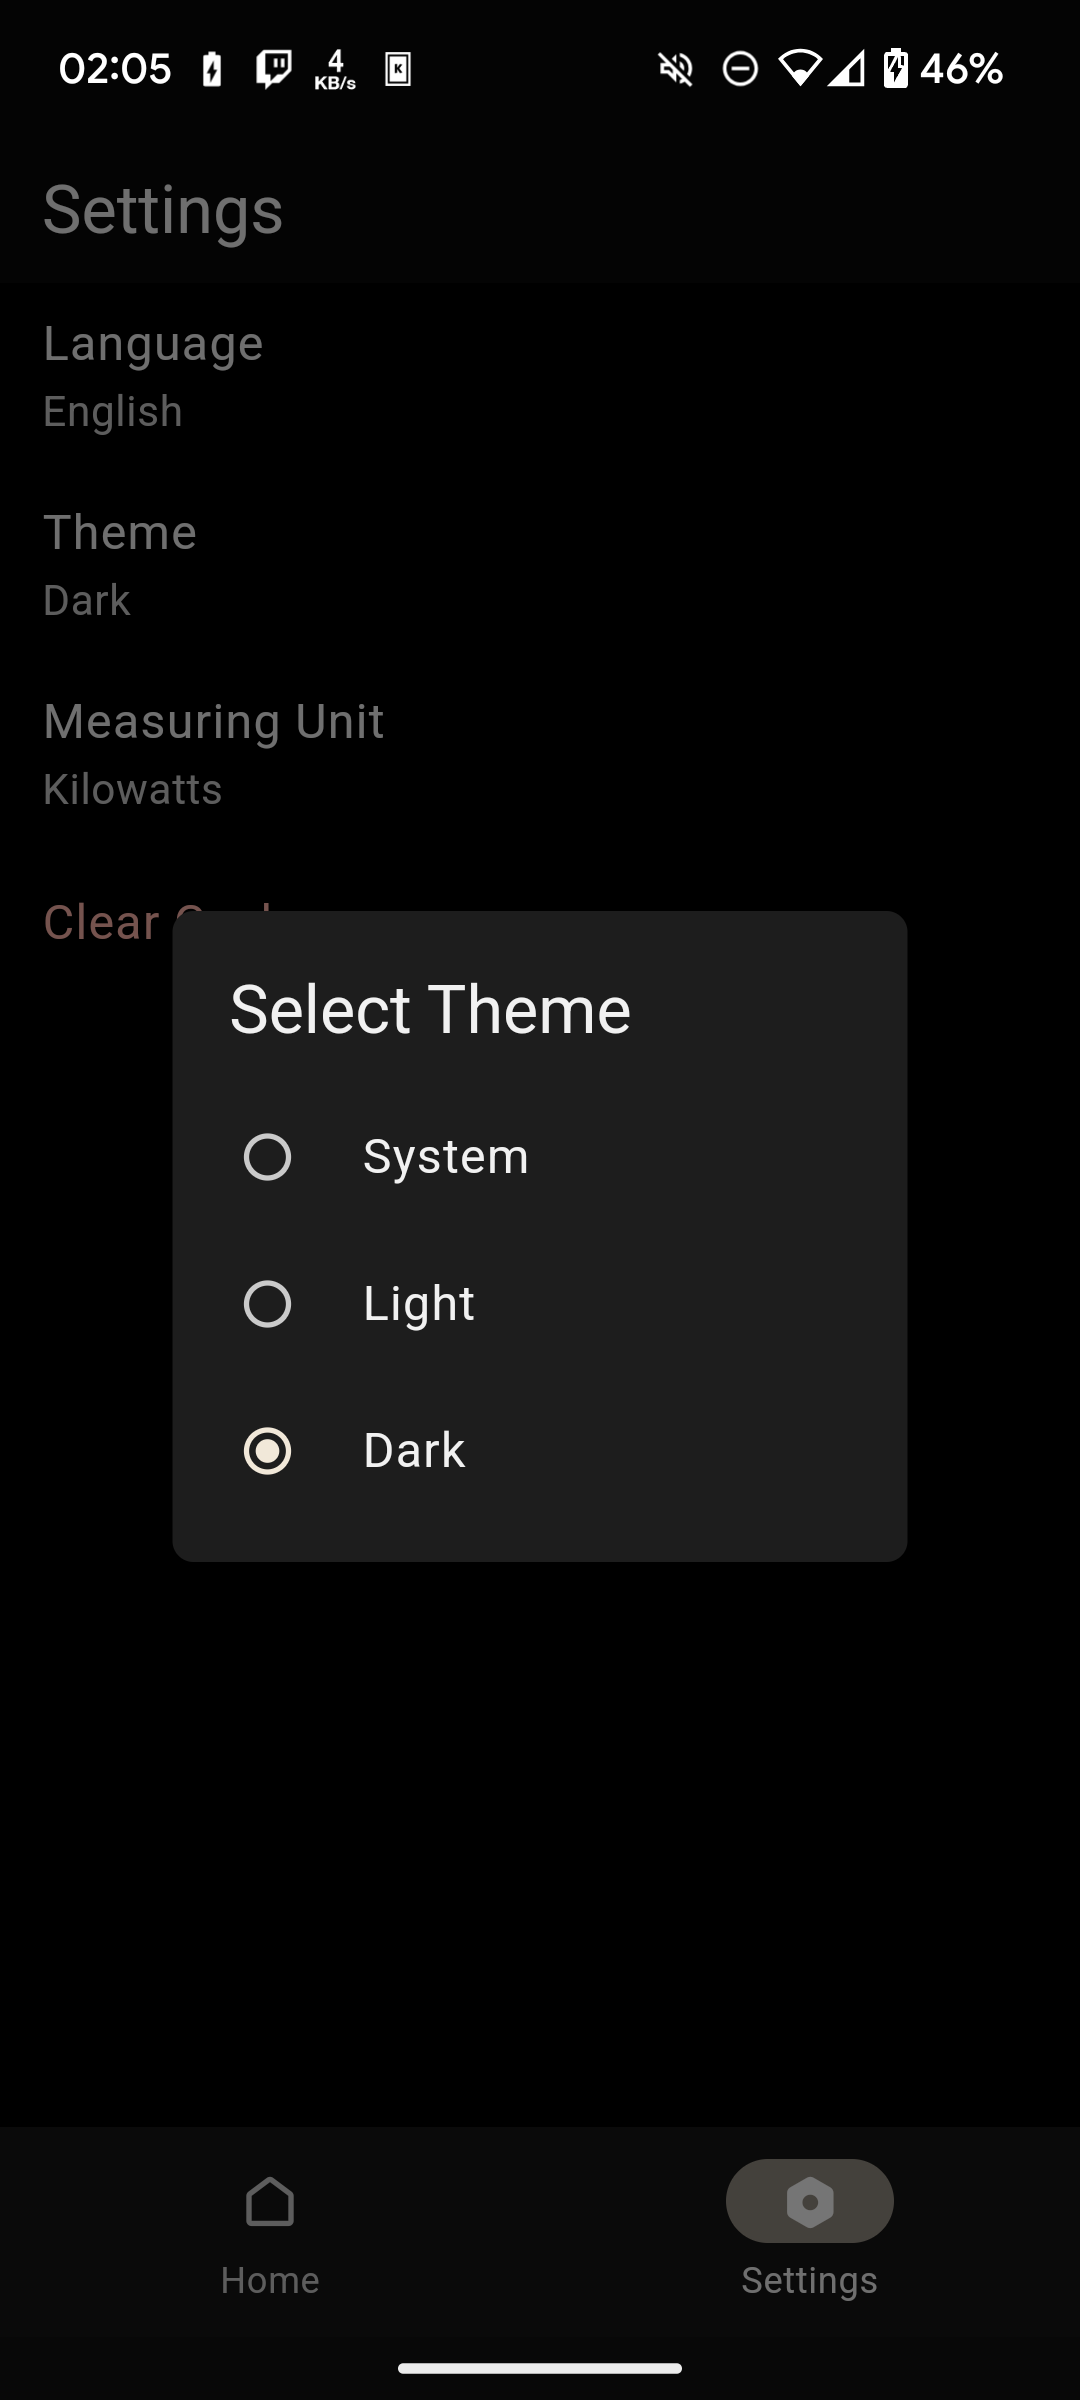 02:05 4 KB/s K 46%
Settings
Language
English
Theme
Dark
Measuring Unit
Kilowatts
Clear
Select Theme
System
Light
Dark
Home
Settings